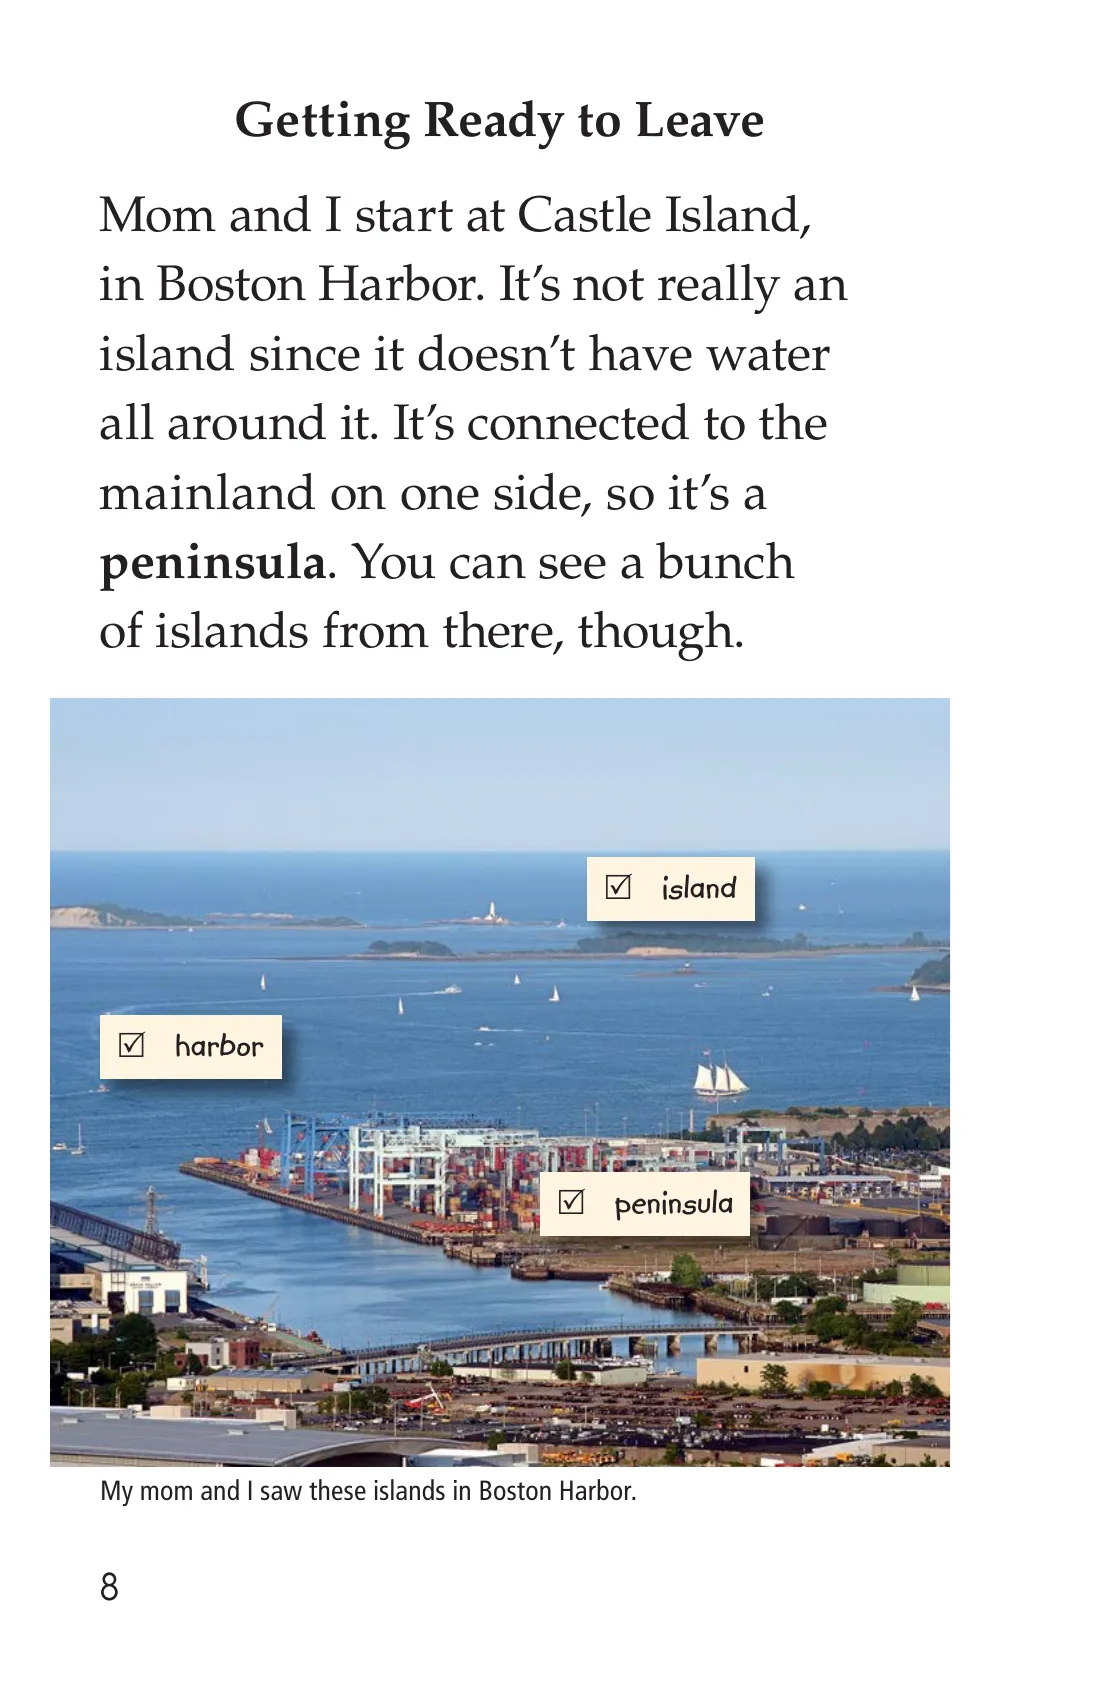 Getting Ready to Leave
Mom and I start at Castle Island,
in Boston Harbor. It’s not really an
island since it doesn’t have water
all around it. It’s connected to the
mainland on one side, so it’s a
peninsula. You can see a bunch
of islands from there, though.
☑ island
☑ harbor
☑ peninsula
My mom and I saw these islands in Boston Harbor.
8